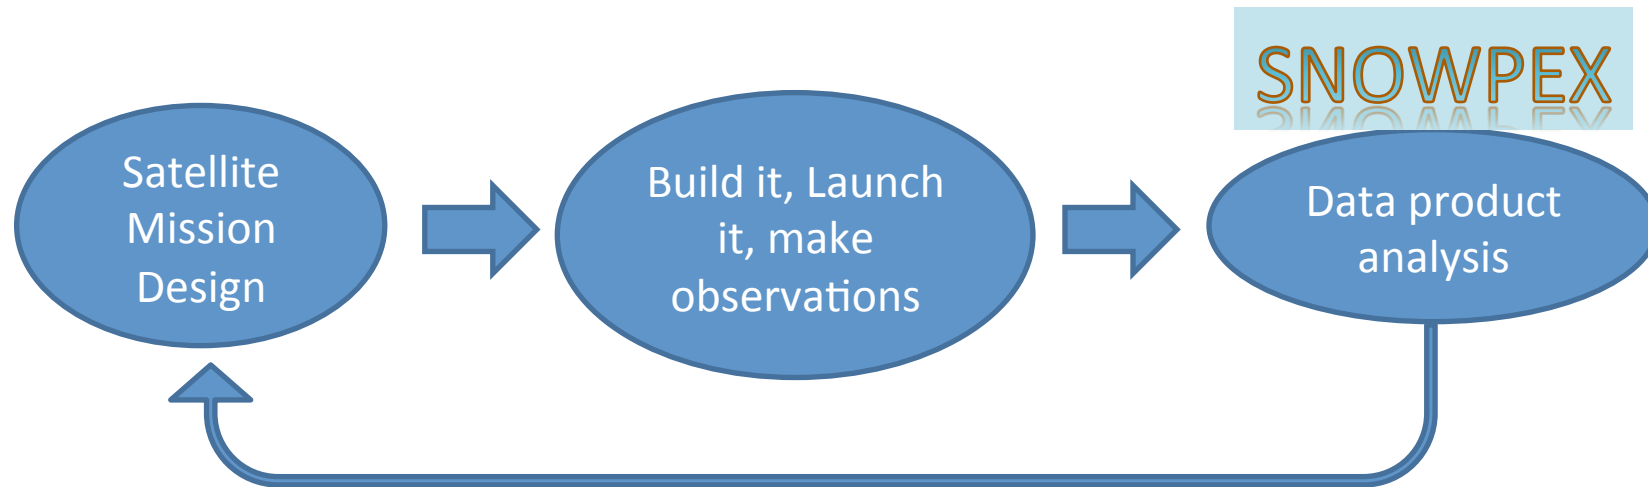 SNOWPEX
Satellite
Mission
Design
Build it, Launch
it, make
observations
Data product
analysis